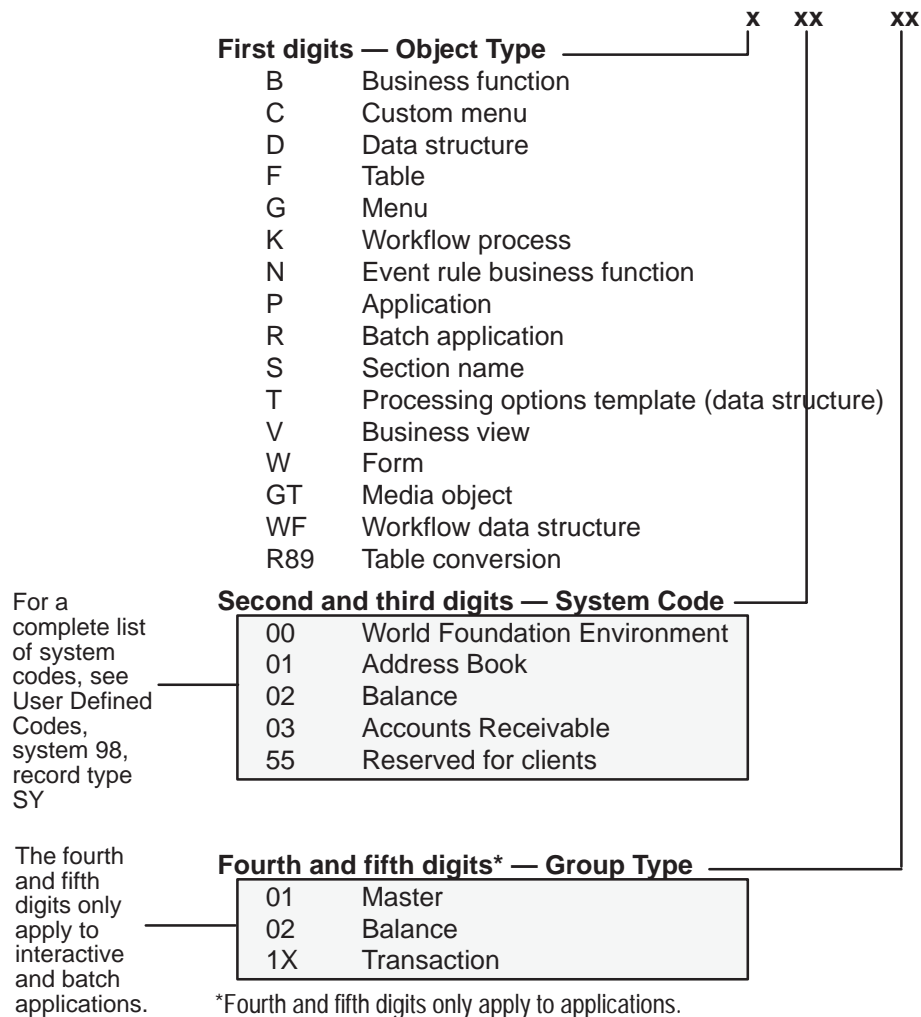 x xx xx
First digits — Object Type
B Business function
C Custom menu
D Data structure
F Table
G Menu
K Workflow process
N Event rule business function
P Application
R Batch application
S Section name
T Processing options template (data structure)
V Business view
W Form
GT Media object
WF Workflow data structure
R89 Table conversion
For a
complete list
of system
codes, see
User Defined
Codes,
system 98,
record type
SY
Second and third digits — System Code
00 World Foundation Environment
01 Address Book
02 Balance
03 Accounts Receivable
55 Reserved for clients
The fourth
and fifth
digits only
apply to
interactive
and batch
applications.
Fourth and fifth digits* — Group Type
01 Master
02 Balance
1X Transaction
*Fourth and fifth digits only apply to applications.